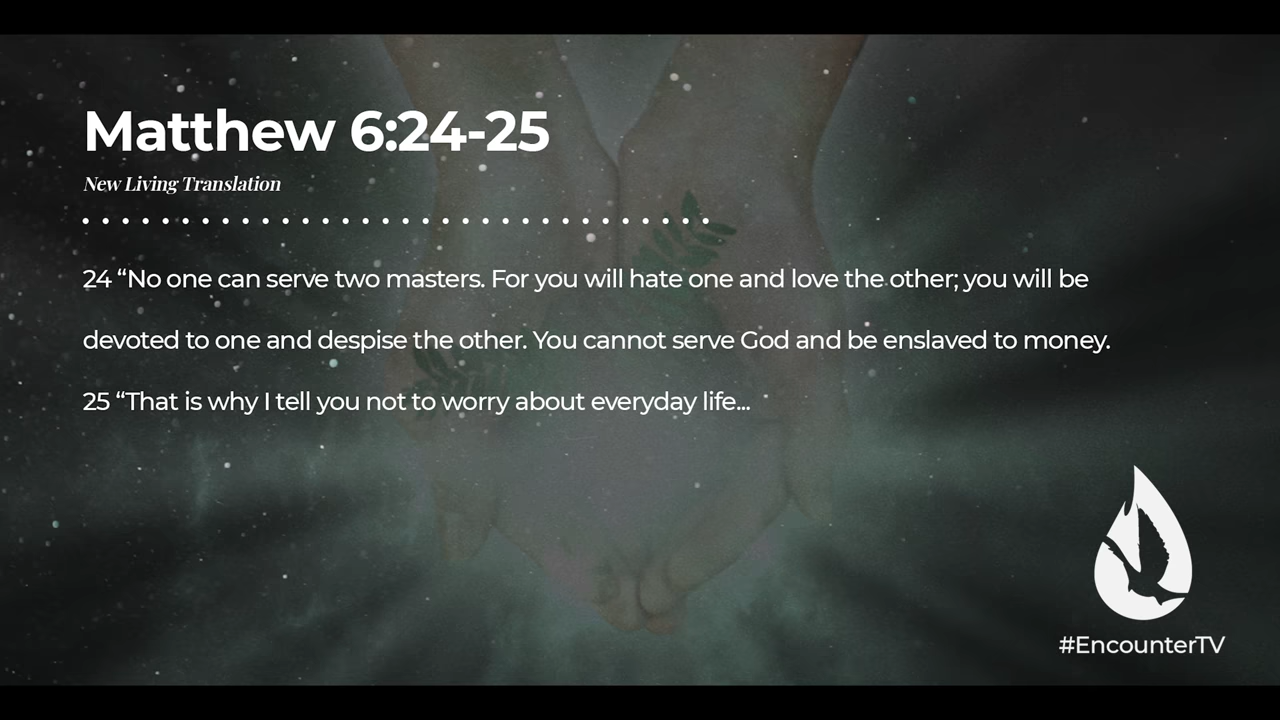 Matthew 6:24-25
New Living Translation
24 “No one can serve two masters. For you will hate one and love the other; you will be
devoted to one and despise the other. You cannot serve God and be enslaved to money.
25 “That is why I tell you not to worry about everyday life...
#EncounterTV